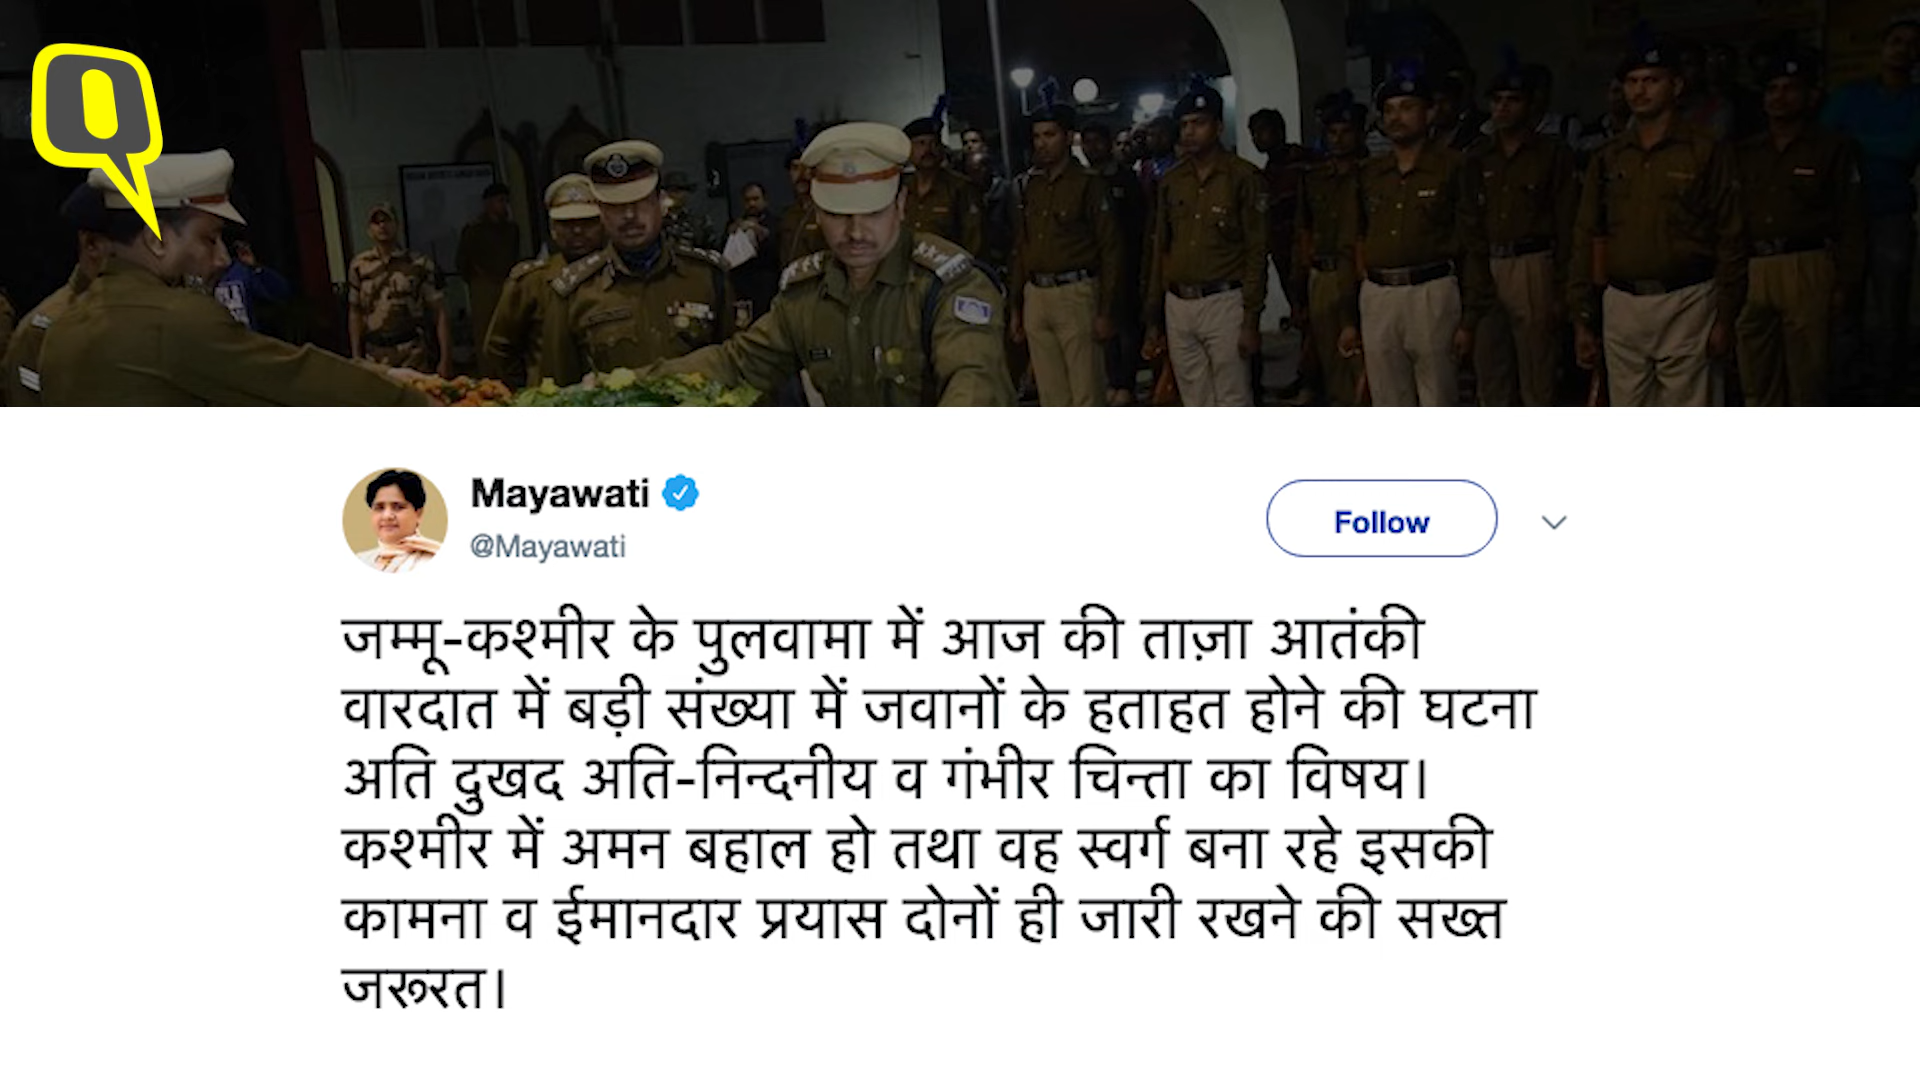 Mayawati
@Mayawati
Follow
जम्मू-कश्मीर के पुलवामा में आज की ताज़ा आतंकी
वारदात में बड़ी संख्या में जवानों के हताहत होने की घटना
अति दुखद अति-निन्दनीय व गंभीर चिन्ता का विषय।
कश्मीर में अमन बहाल हो तथा वह स्वर्ग बना रहे इसकी
कामना व ईमानदार प्रयास दोनों ही जारी रखने की सख्त
जरूरत।